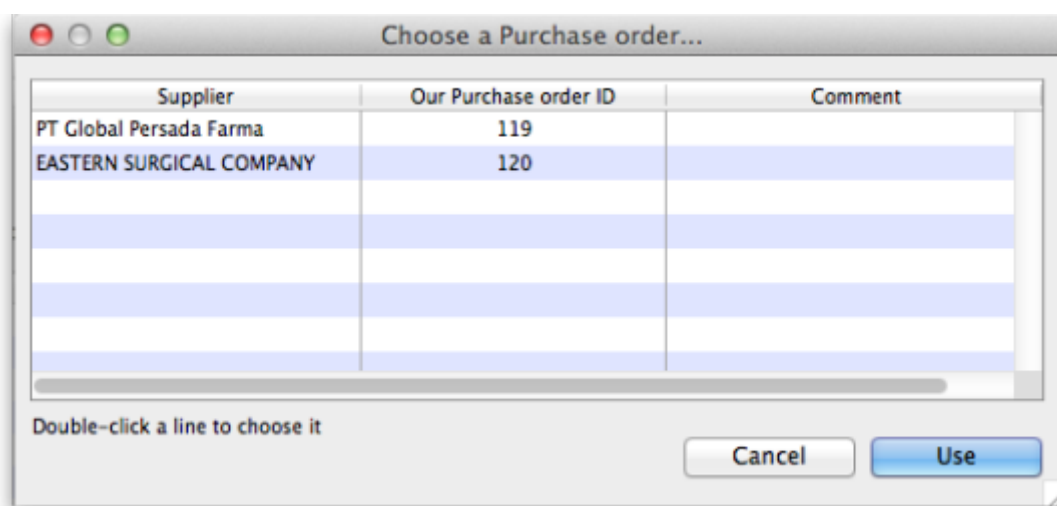 Choose a Purchase order...
Supplier Our Purchase order ID Comment
PT Global Persada Farma 119
EASTERN SURGICAL COMPANY 120
Double-click a line to choose it
Cancel Use